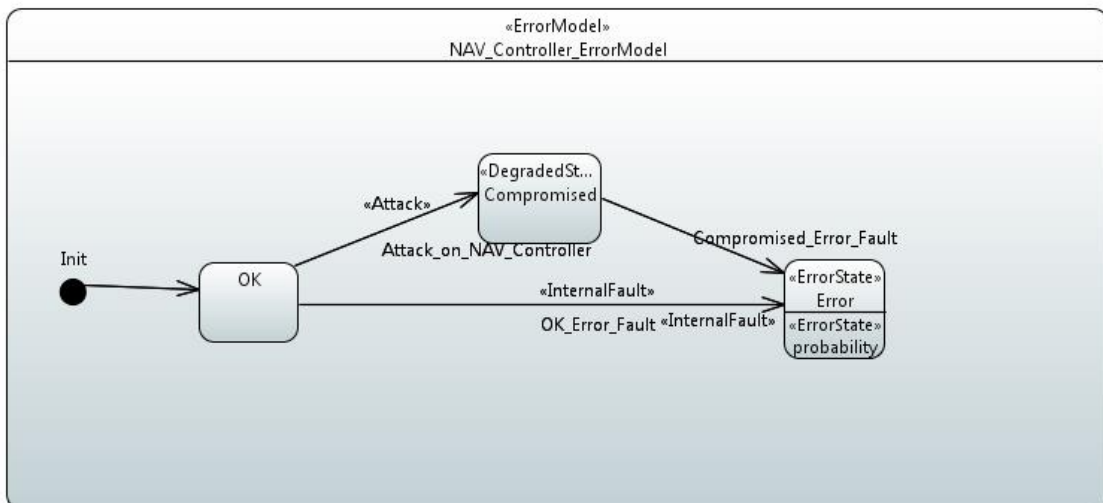 «ErrorModel»
NAV_Controller_ErrorModel
«DegradedSt...
Compromised
«Attack»
Attack_on_NAV_Controller
Compromised_Error_Fault
Init
OK
«InternalFault»
OK_Error_Fault
«InternalFault»
«ErrorState»
Error
«ErrorState»
probability